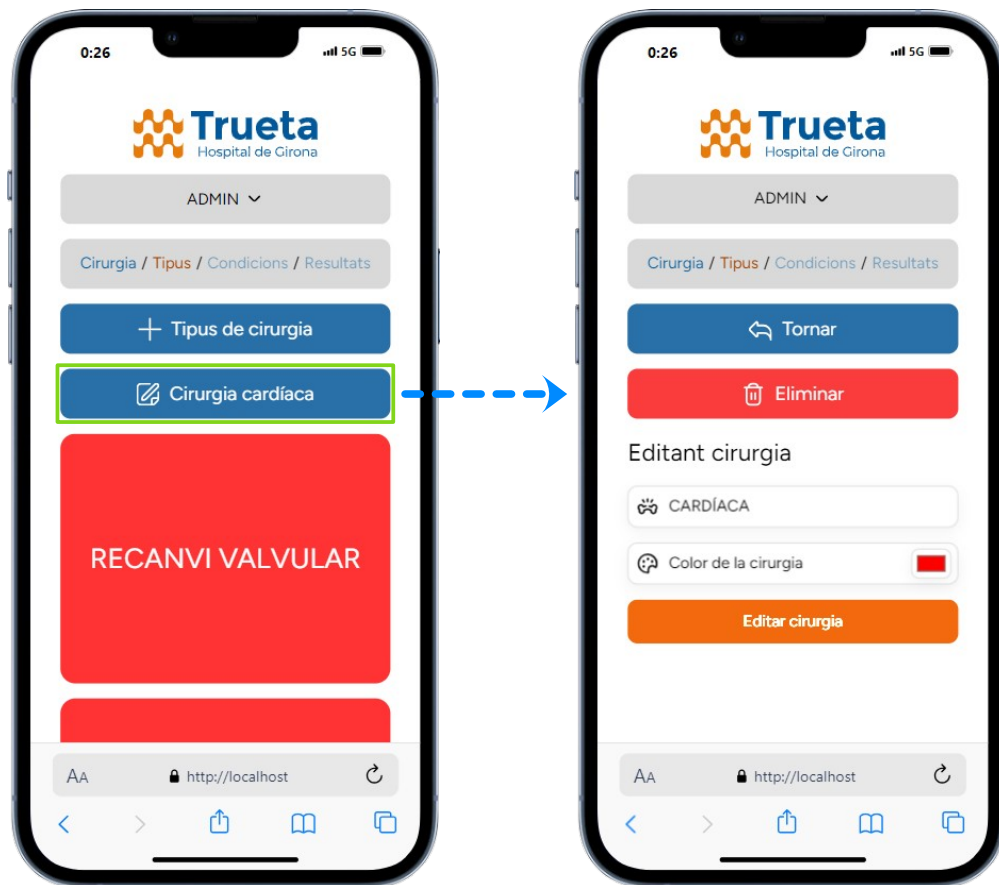 0:26
5G
Trueta
Hospital de Girona
ADMIN
Cirurgia / Tipus / Condicions / Resultats
Tipus de cirurgia
Cirurgia cardíaca
RECANVI VALVULAR
AA
http://localhost
0:26
5G
Trueta
Hospital de Girona
ADMIN
Cirurgia / Tipus / Condicions / Resultats
Tornar
Eliminar
Editant cirurgia
CARDÍACA
Color de la cirurgia
Editar cirurgia
AA
http://localhost